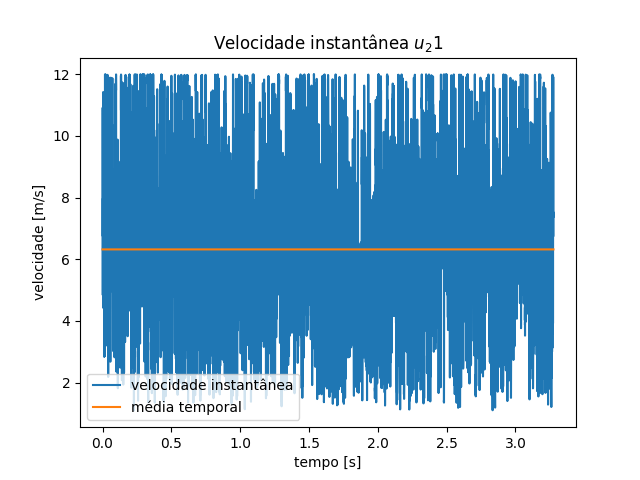 Velocidade instantânea u₂1
12
10
8
6
4
2
velocidade [m/s]
velocidade instantânea
média temporal
0.0 0.5 1.0 1.5 2.0 2.5 3.0
tempo [s]